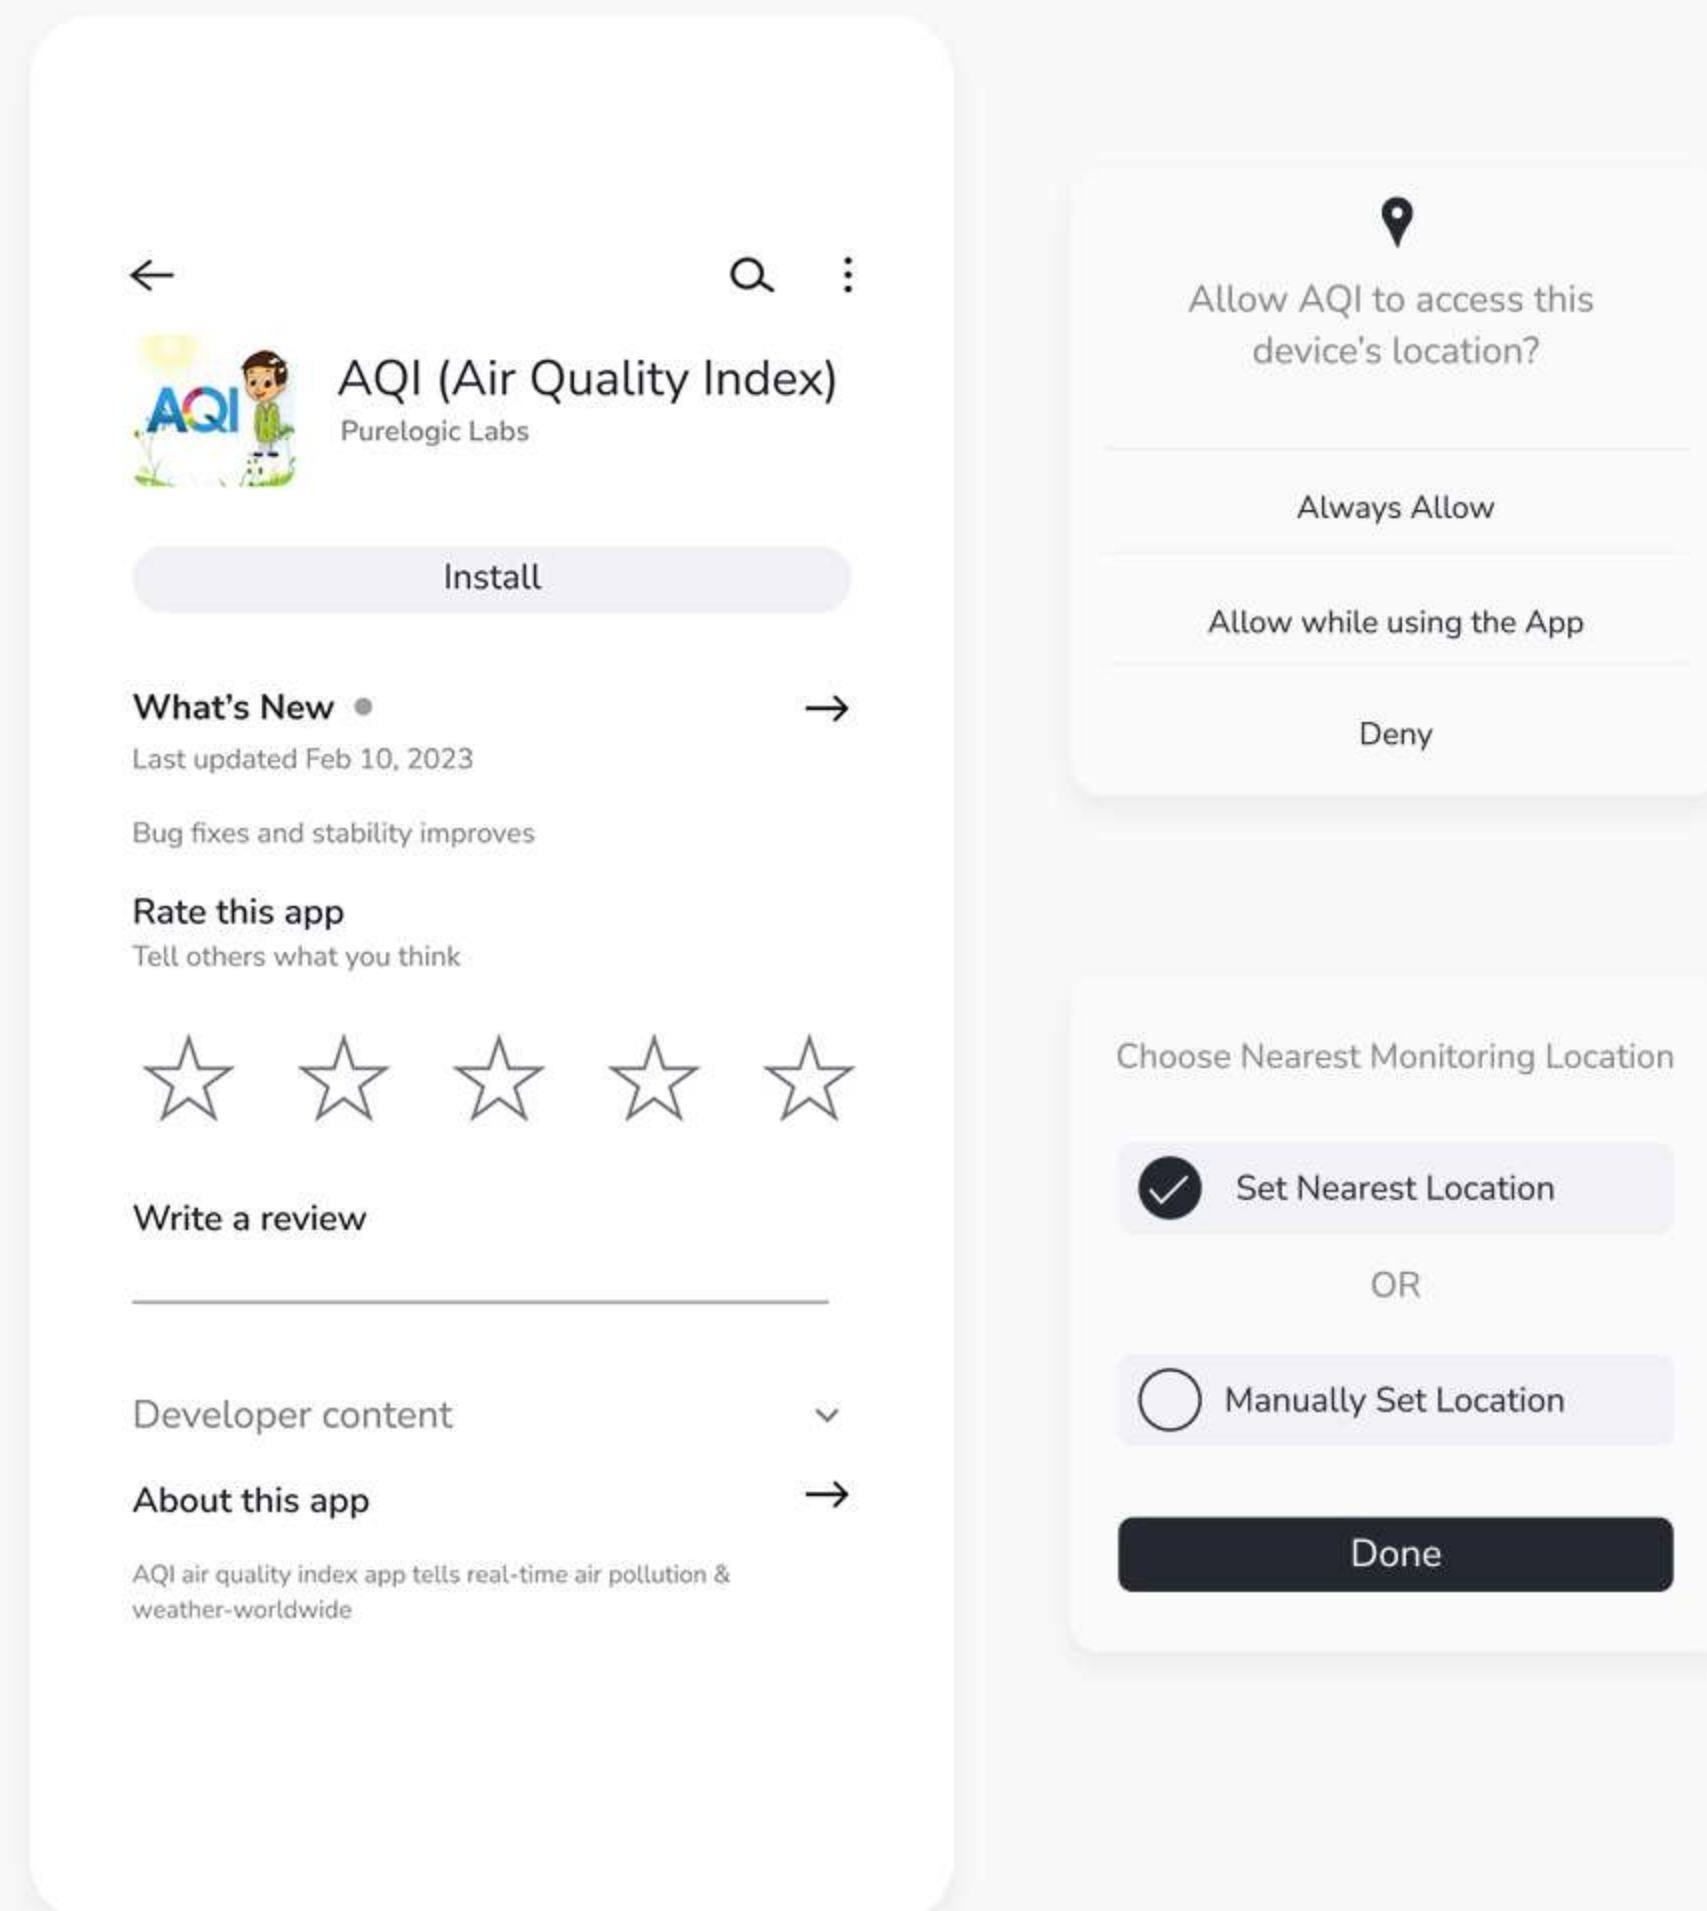 AQI
AQI (Air Quality Index)
Purelogic Labs
Install
What's New
Last updated Feb 10, 2023
Bug fixes and stability improves
Rate this app
Tell others what you think
Write a review
Developer content
About this app
AQI air quality index app tells real-time air pollution &
weather-worldwide
Allow AQI to access this
device's location?
Always Allow
Allow while using the App
Deny
Choose Nearest Monitoring Location
Set Nearest Location
OR
Manually Set Location
Done